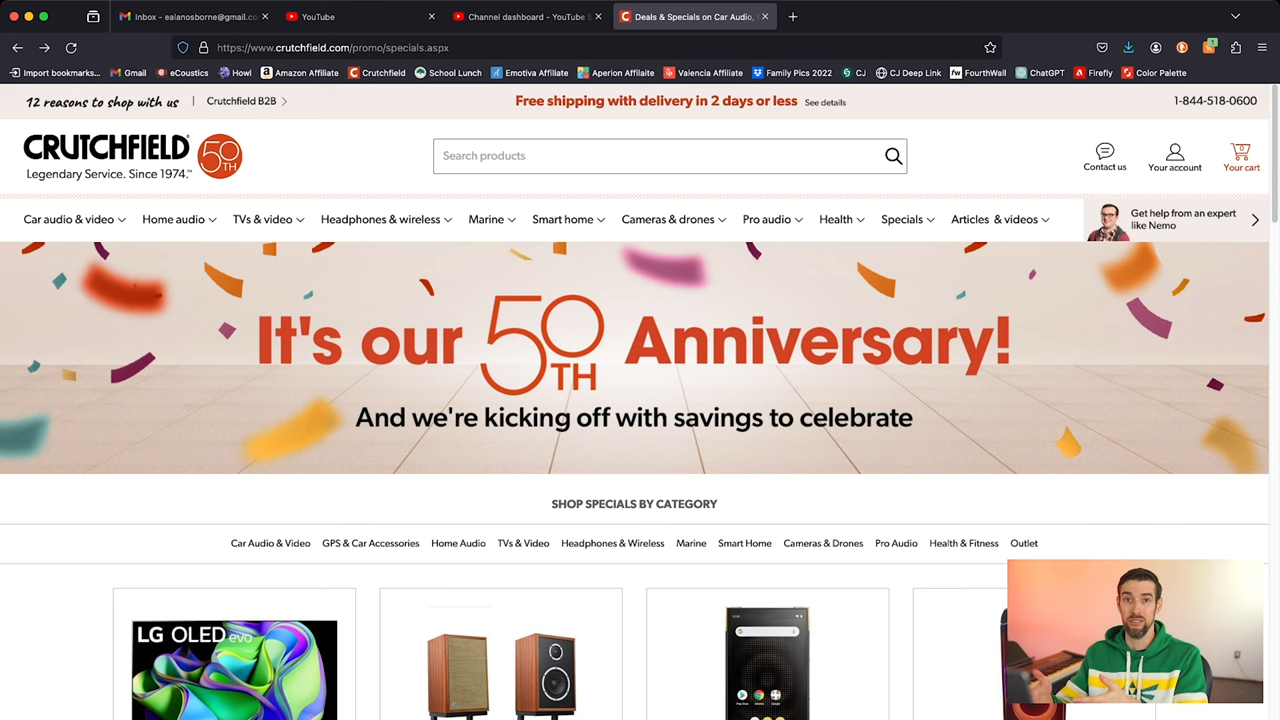 Inbox - ealanosborne@gmail.co
YouTube
Channel dashboard - YouTube S
Deals & Specials on Car Audio,
https://www.crutchfield.com/promo/specials.aspx
1
Import bookmarks...
Gmail
eCoustics
Howl
Amazon Affiliate
Crutchfield
School Lunch
Emotiva Affiliate
Aperion Affilaite
Valencia Affiliate
Family Pics 2022
CJ
CJ Deep Link
FourthWall
ChatGPT
Firefly
Color Palette
12 reasons to shop with us | Crutchfield B2B
Free shipping with delivery in 2 days or less See details
1-844-518-0600
CRUTCHFIELD
Legendary Service. Since 1974.™
50TH
Search products
Contact us
Your account
0
Your cart
Car audio & video
Home audio
TVs & video
Headphones & wireless
Marine
Smart home
Cameras & drones
Pro audio
Health
Specials
Articles & videos
Get help from an expert
like Nemo
It's our 50TH Anniversary!
And we're kicking off with savings to celebrate
SHOP SPECIALS BY CATEGORY
Car Audio & Video
GPS & Car Accessories
Home Audio
TVs & Video
Headphones & Wireless
Marine
Smart Home
Cameras & Drones
Pro Audio
Health & Fitness
Outlet
LG OLED evo